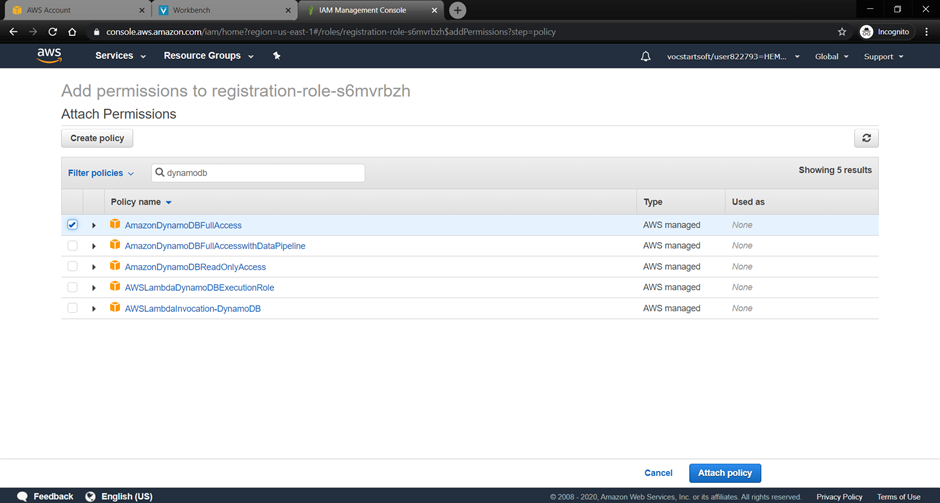 AWS Account
Workbench
IAM Management Console
console.aws.amazon.com/iam/home?region=us-east-1#/roles/registration-role-s6mvrbzh$addPermissions?step=policy
Incognito
aws
Services
Resource Groups
vocstartsoft/user822793=HEM...
Global
Support
Add permissions to registration-role-s6mvrbzh
Attach Permissions
Create policy
Filter policies
dynamodb
Showing 5 results
Policy name
Type
Used as
AmazonDynamoDBFullAccess AWS managed None
AmazonDynamoDBFullAccesswithDataPipeline AWS managed None
AmazonDynamoDBReadOnlyAccess AWS managed None
AWSLambdaDynamoDBExecutionRole AWS managed None
AWSLambdaInvocation-DynamoDB AWS managed None
Cancel
Attach policy
Feedback
English (US)
© 2008 - 2020, Amazon Web Services, Inc. or its affiliates. All rights reserved.
Privacy Policy
Terms of Use